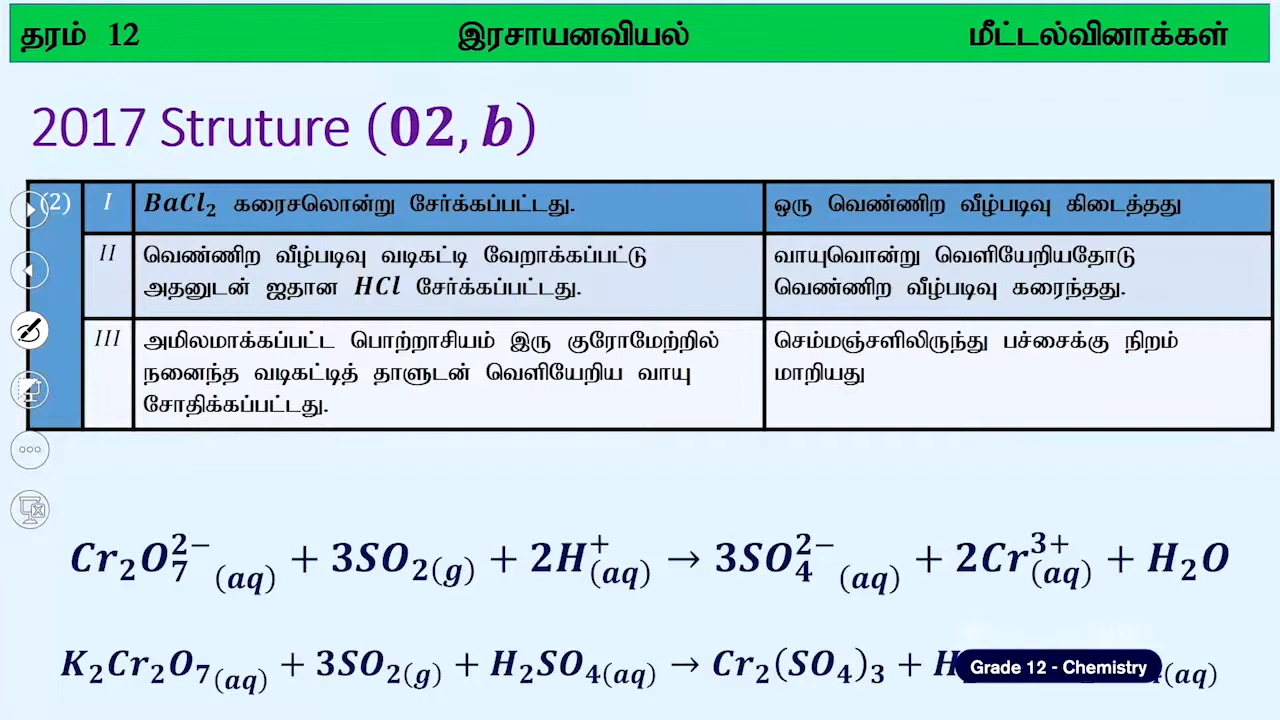 தரம் 12 இரசாயனவியல் மீட்டல்வினாக்கள்
2017 Struture (02, b)
(2) I BaCl₂ கரைசலொன்று சேர்க்கப்பட்டது. ஒரு வெண்ணிற வீழ்படிவு கிடைத்தது
II வெண்ணிற வீழ்படிவு வடிகட்டி வேறாக்கப்பட்டு
அதனுடன் ஐதான HCl சேர்க்கப்பட்டது.
வாயுவொன்று வெளியேறியதோடு
வெண்ணிற வீழ்படிவு கரைந்தது.
III அமிலமாக்கப்பட்ட பொற்றாசியம் இரு குரோமேற்றில்
நனைந்த வடிகட்டித் தாளுடன் வெளியேறிய வாயு
சோதிக்கப்பட்டது.
செம்மஞ்சளிலிருந்து பச்சைக்கு நிறம்
மாறியது
Cr₂O₇²⁻(aq) + 3SO₂(g) + 2H⁺(aq) → 3SO₄²⁻(aq) + 2Cr³⁺(aq) + H₂O
K₂Cr₂O₇(aq) + 3SO₂(g) + H₂SO₄(aq) → Cr₂(SO₄)₃ + H (aq)
Grade 12 - Chemistry